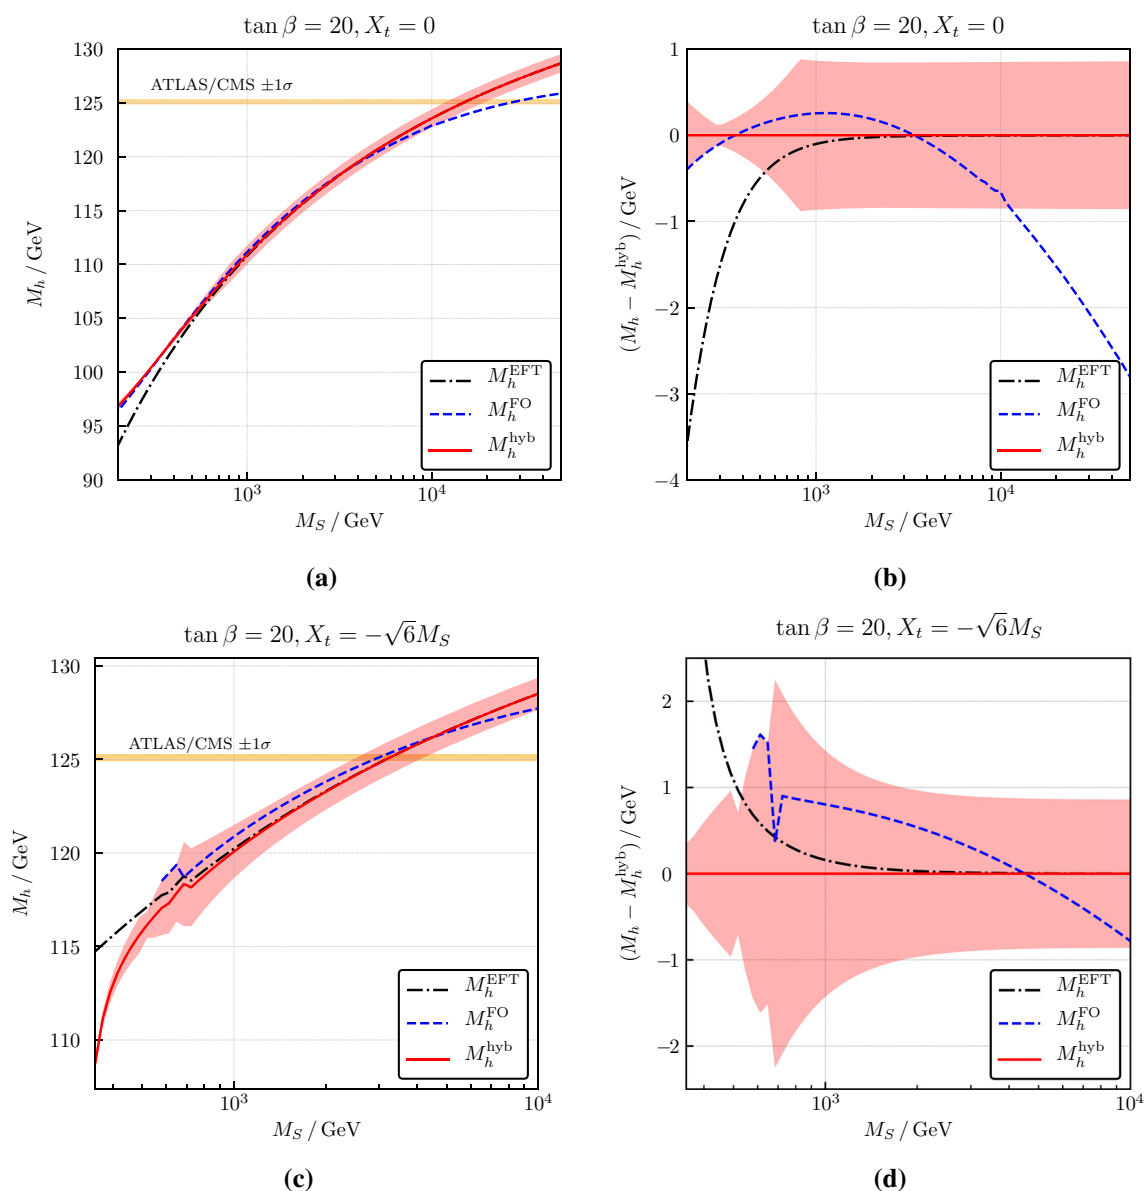 tan β = 20, X_t = 0
130
125
120
115
110
105
100
95
90
M_h / GeV
ATLAS/CMS ±1σ
M_h^EFT
M_h^FO
M_h^hyb
10^3
10^4
M_S / GeV
(a)
tan β = 20, X_t = 0
1
0
−1
−2
−3
−4
(M_h − M_h^hyb) / GeV
M_h^EFT
M_h^FO
M_h^hyb
10^3
10^4
M_S / GeV
(b)
tan β = 20, X_t = −√6M_S
130
125
120
115
110
M_h / GeV
ATLAS/CMS ±1σ
M_h^EFT
M_h^FO
M_h^hyb
10^3
10^4
M_S / GeV
(c)
tan β = 20, X_t = −√6M_S
2
1
0
−1
−2
(M_h − M_h^hyb) / GeV
M_h^EFT
M_h^FO
M_h^hyb
10^3
10^4
M_S / GeV
(d)